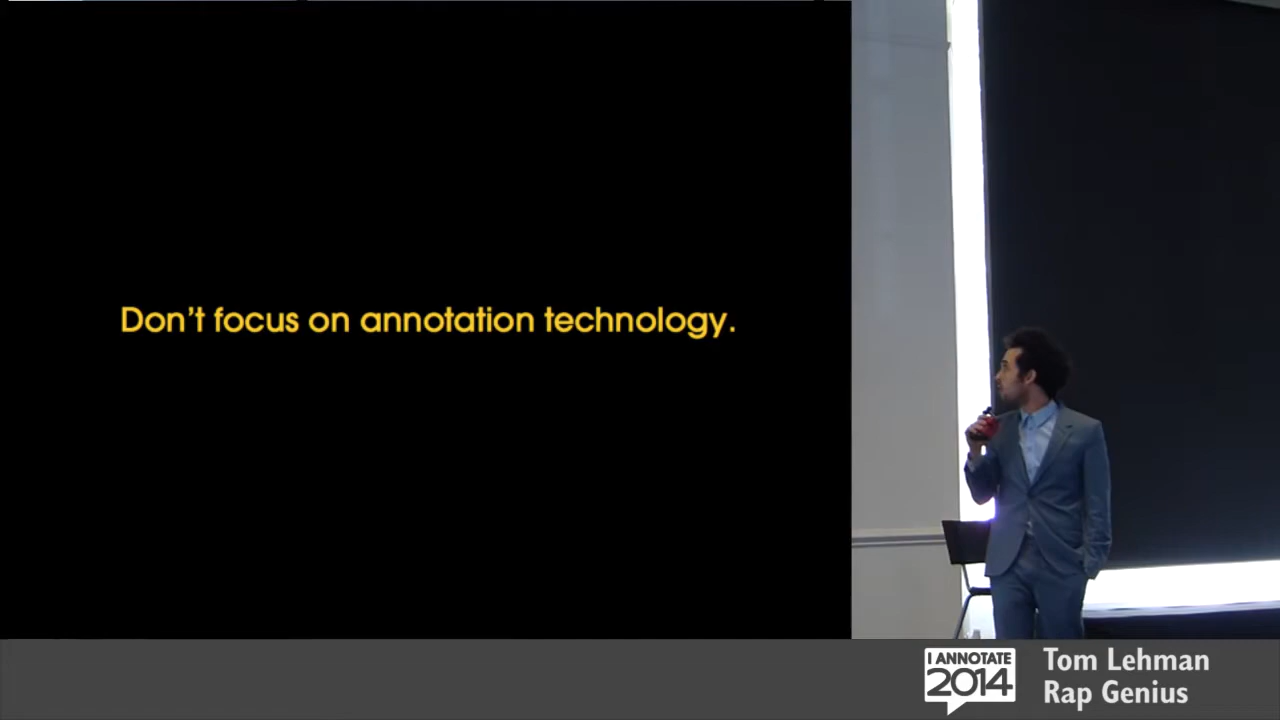 Don't focus on annotation technology.
I ANNOTATE
2014
Tom Lehman
Rap Genius